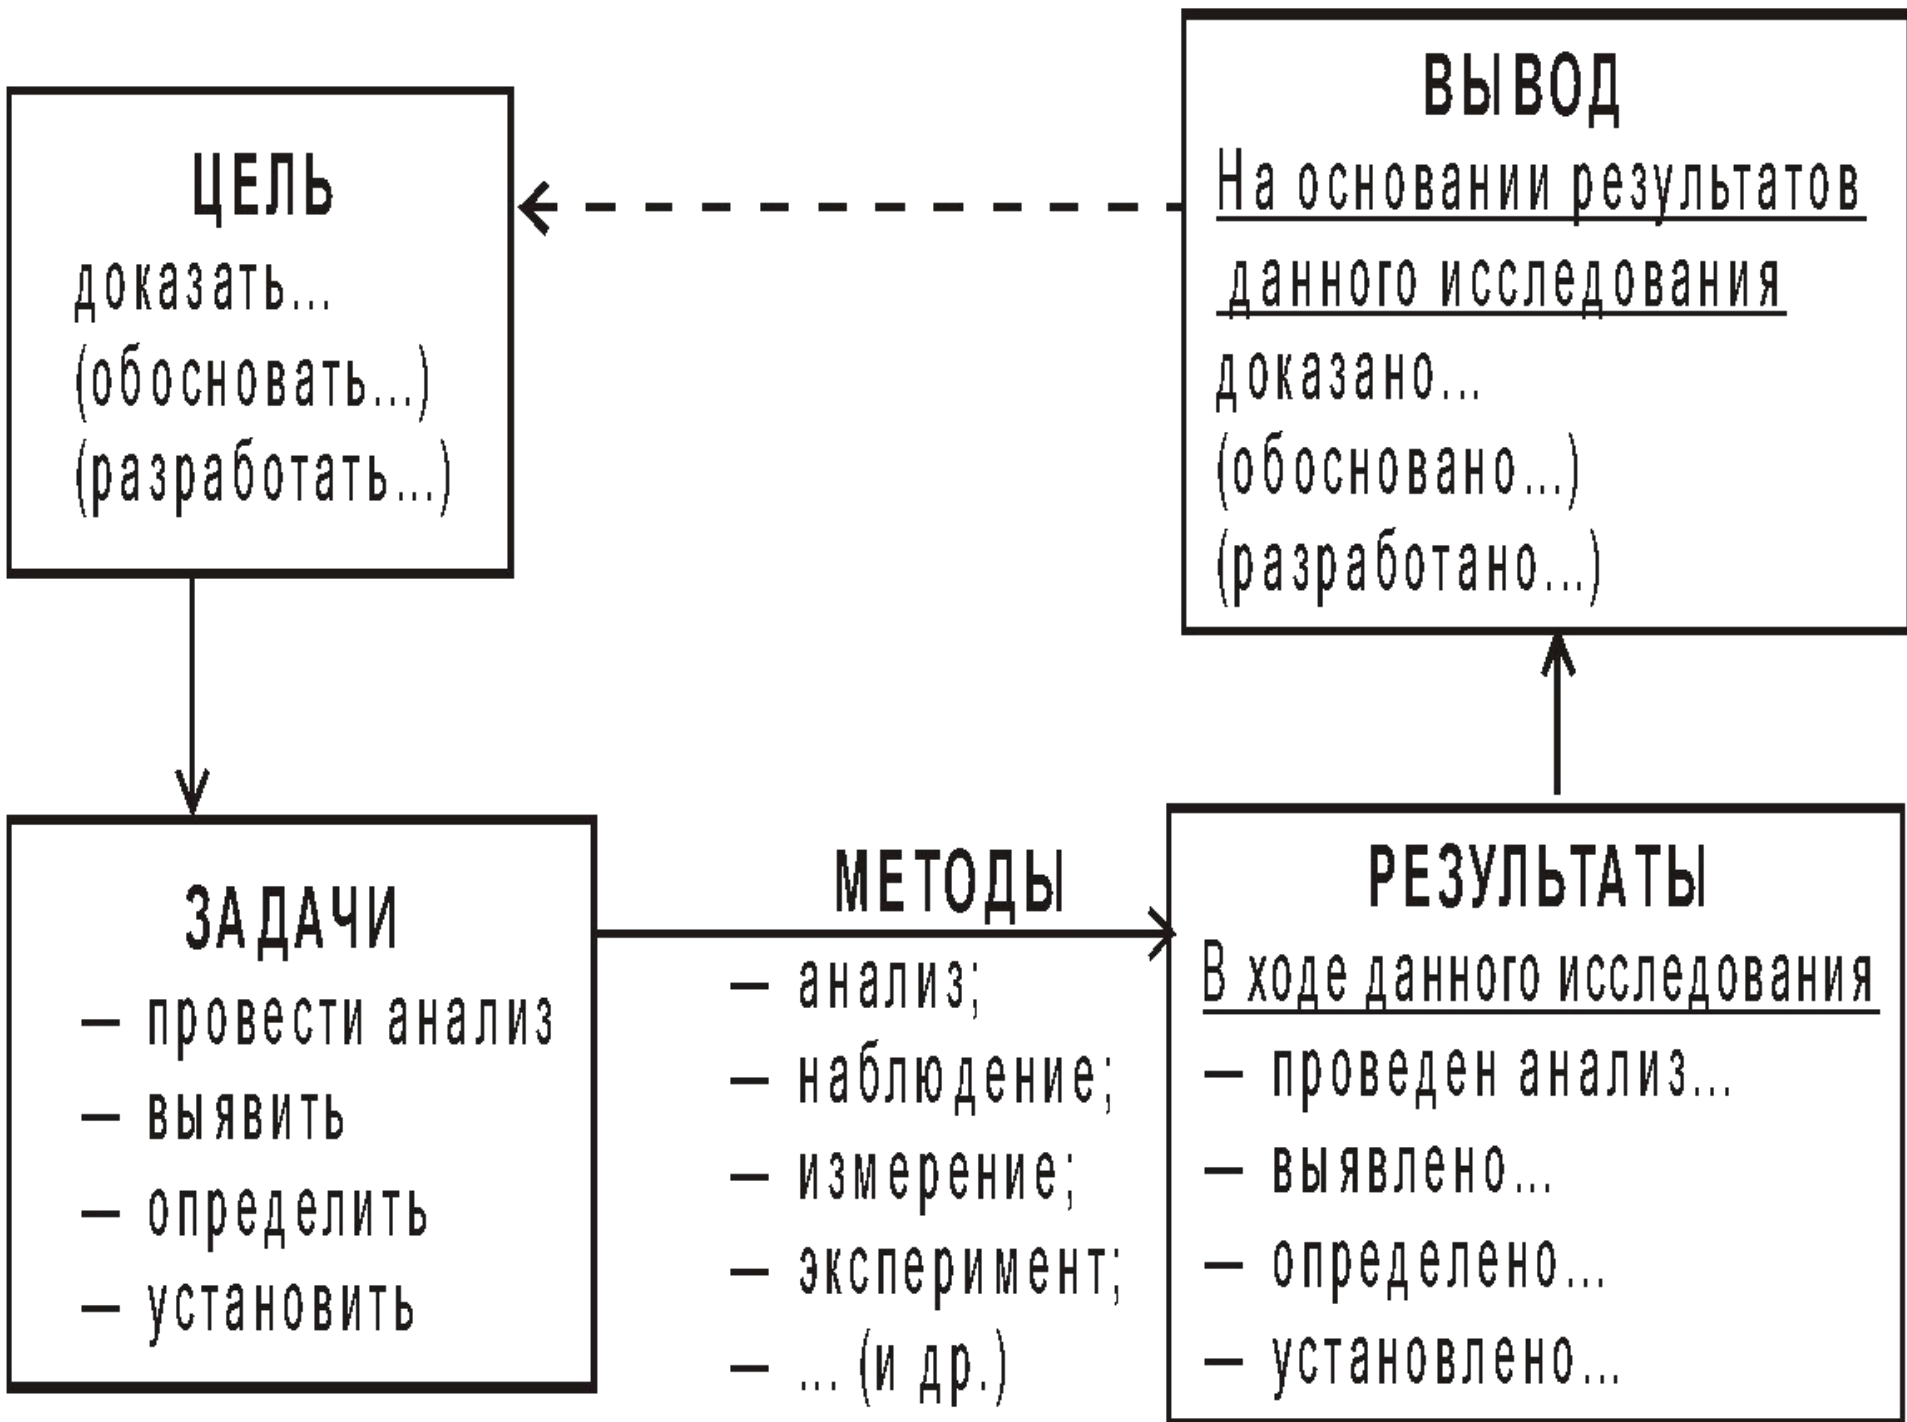 ЦЕЛЬ
доказать...
(обосновать...)
(разработать...)
ВЫВОД
На основании результатов
данного исследования
доказано...
(обосновано...)
(разработано...)
ЗАДАЧИ
— провести анализ
— выявить
— определить
— установить
МЕТОДЫ
— анализ;
— наблюдение;
— измерение;
— эксперимент;
— ... (и др.)
РЕЗУЛЬТАТЫ
В ходе данного исследования
— проведен анализ...
— выявлено...
— определено...
— установлено...